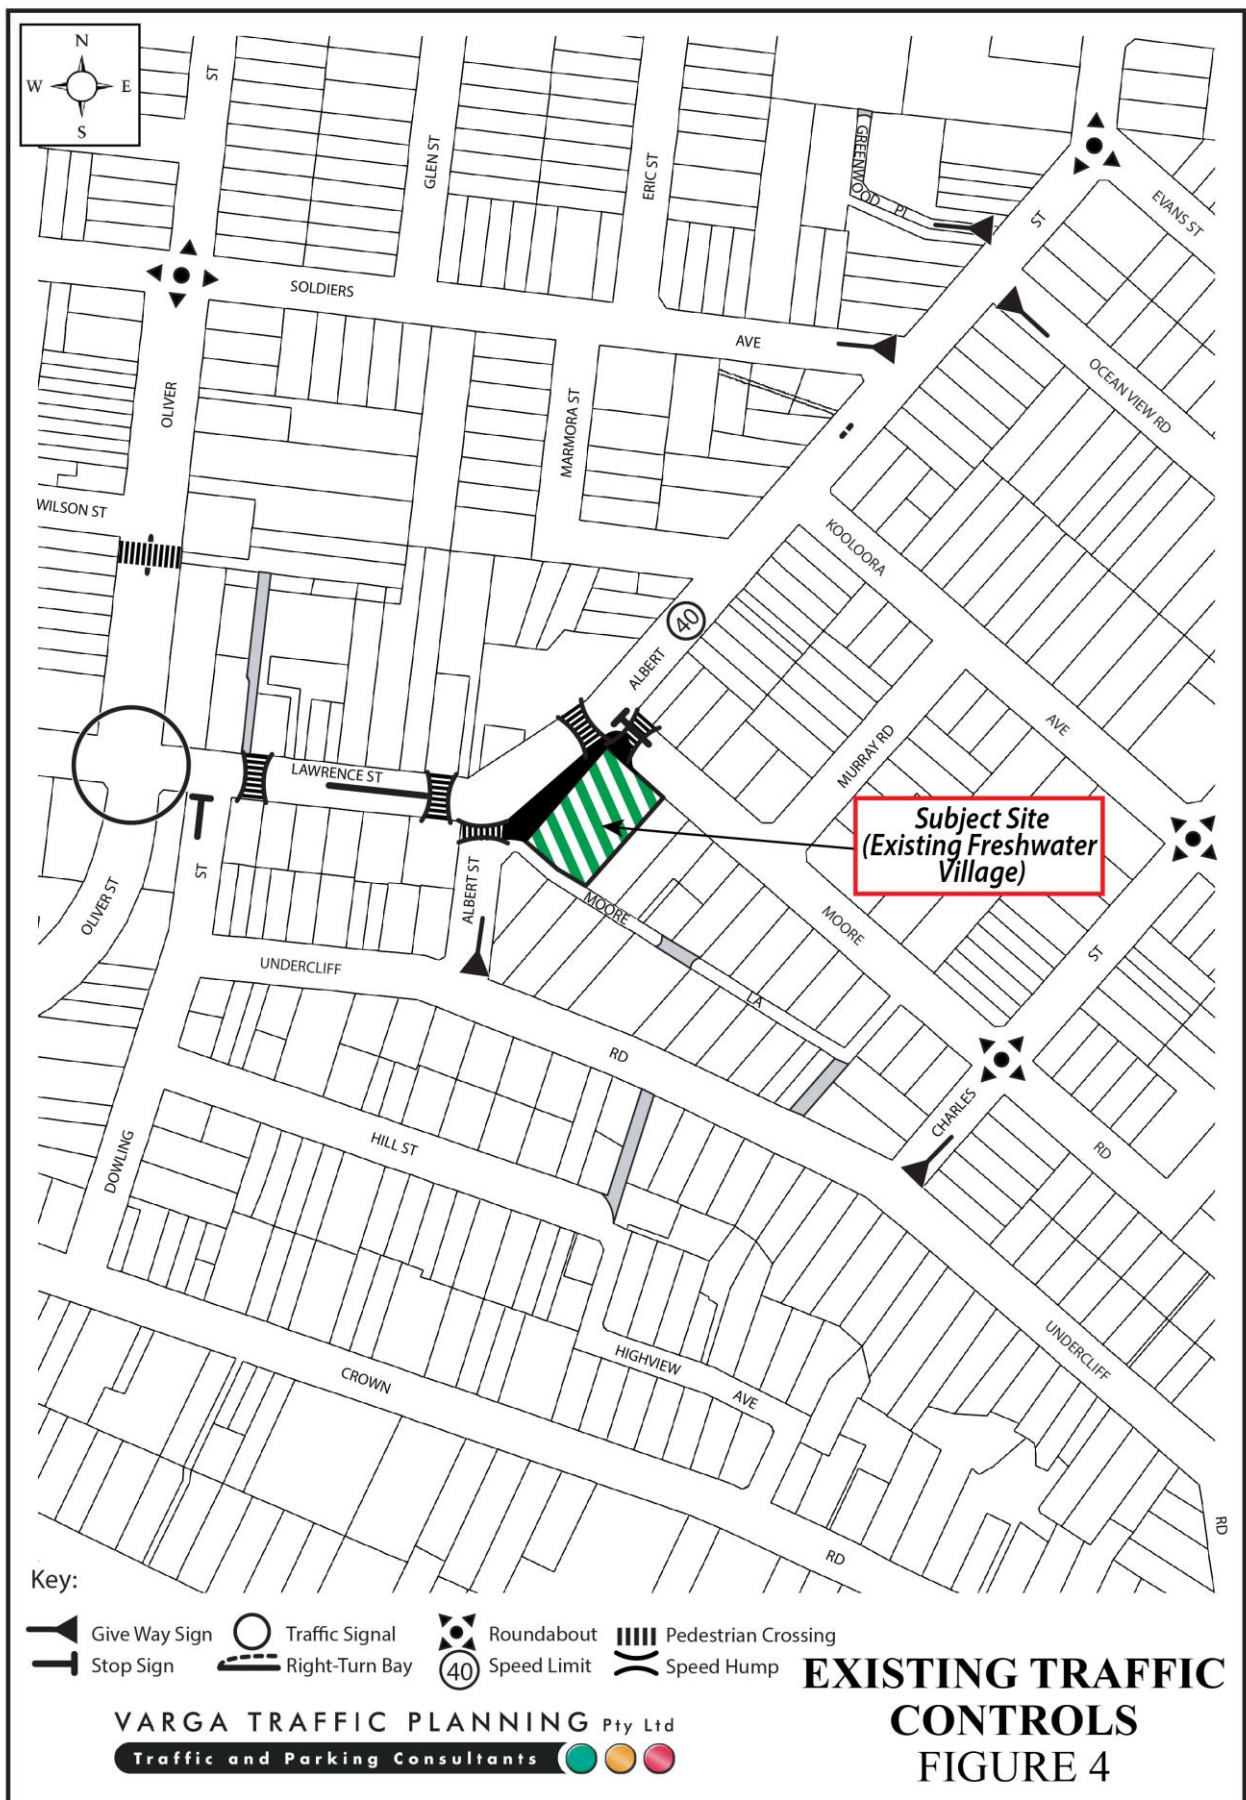 N
W E
S
ST
GLEN ST
ERIC ST
GREENWOOD PL
ST
EVANS ST
SOLDIERS
AVE
OLIVER
MARMORA ST
OCEAN VIEW RD
WILSON ST
KOOLOORA
40
ALBERT
AVE
MURRAY RD
LAWRENCE ST
Subject Site
(Existing Freshwater
Village)
ST
OLIVER ST
ALBERT ST
MOORE
MOORE
ST
UNDERCLIFF
LA
RD
CHARLES
RD
HILL ST
DOWLING
UNDERCLIFF
HIGHVIEW
AVE
CROWN
RD
RD
Key:
Give Way Sign
Traffic Signal
Roundabout
Pedestrian Crossing
Stop Sign
Right-Turn Bay
40 Speed Limit
Speed Hump
EXISTING TRAFFIC
CONTROLS
FIGURE 4
VARGA TRAFFIC PLANNING Pty Ltd
Traffic and Parking Consultants